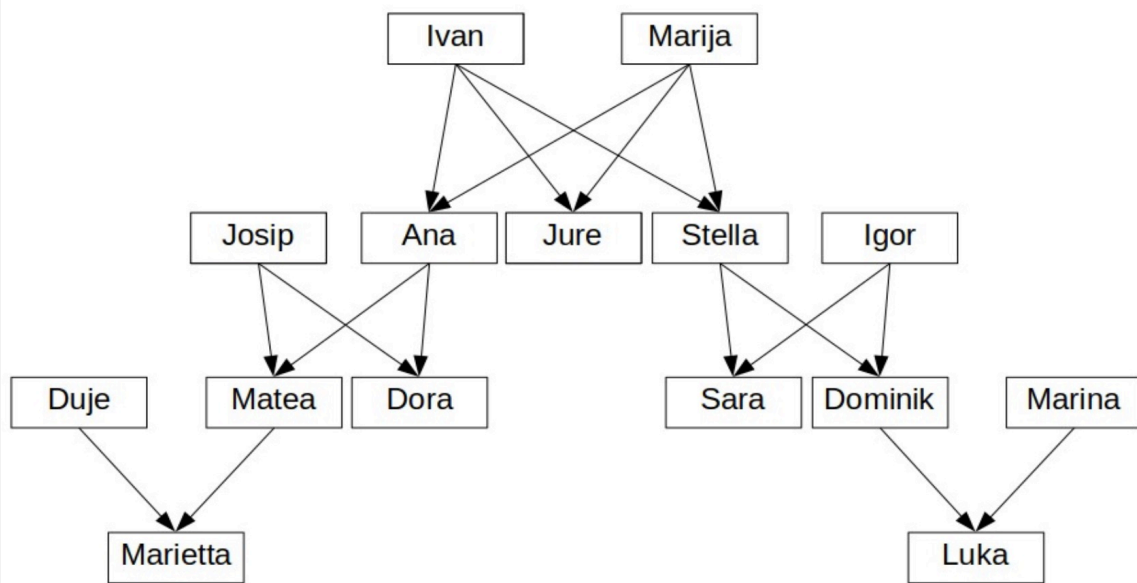 Ivan
Marija
Josip
Ana
Jure
Stella
Igor
Duje
Matea
Dora
Sara
Dominik
Marina
Marietta
Luka